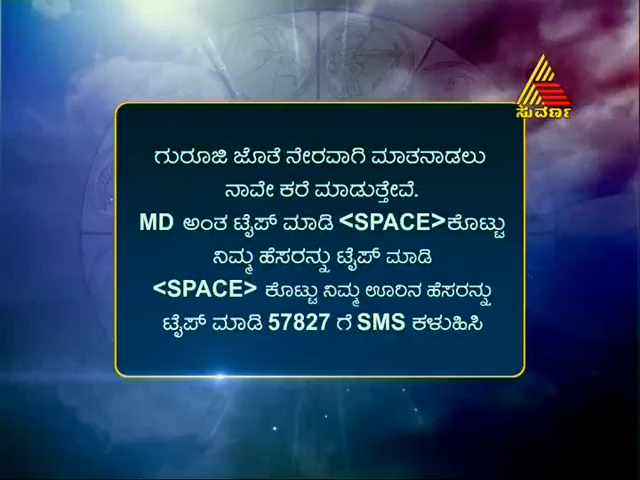 ಸುವರ್ಣ
ಗುರೂಜಿ ಜೊತೆ ನೇರವಾಗಿ ಮಾತನಾಡಲು
ನಾವೇ ಕರೆ ಮಾಡುತ್ತೇವೆ.
MD ಅಂತ ಟೈಪ್ ಮಾಡಿ <SPACE>ಕೊಟ್ಟು
ನಿಮ್ಮ ಹೆಸರನ್ನು ಟೈಪ್ ಮಾಡಿ
<SPACE> ಕೊಟ್ಟು ನಿಮ್ಮ ಊರಿನ ಹೆಸರನ್ನು
ಟೈಪ್ ಮಾಡಿ 57827 ಗೆ SMS ಕಳುಹಿಸಿ